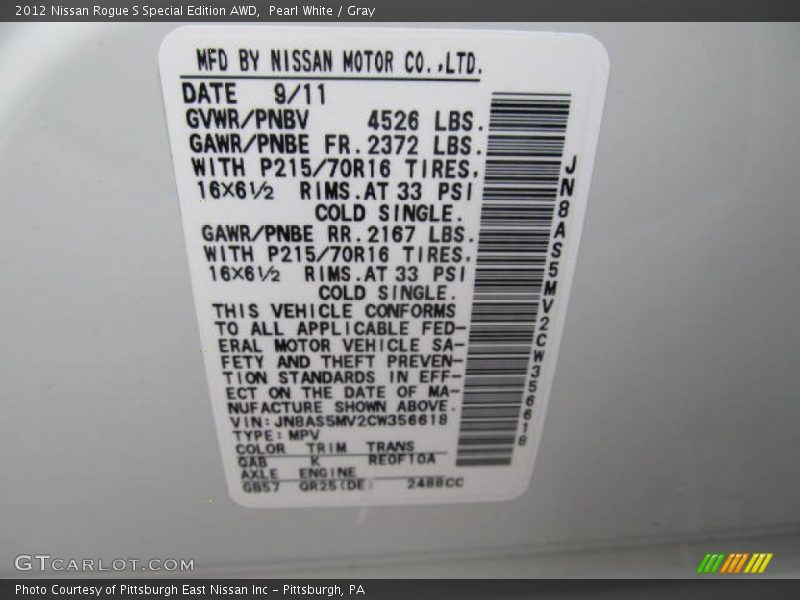 2012 Nissan Rogue S Special Edition AWD,  Pearl White / Gray
MFD BY NISSAN MOTOR CO.,LTD.
DATE 9/11
GVWR/PNBV 4526 LBS.
GAWR/PNBE FR.2372 LBS.
WITH P215/70R16 TIRES,
16×6½ RIMS.AT 33 PSI
COLD SINGLE.
GAWR/PNBE RR.2167 LBS.
WITH P215/70R16 TIRES.
16×6½ RIMS.AT 33 PSI
COLD SINGLE.
THIS VEHICLE CONFORMS
TO ALL APPLICABLE FED-
ERAL MOTOR VEHICLE SA-
FETY AND THEFT PREVEN-
TION STANDARDS IN EFF-
ECT ON THE DATE OF MA-
NUFACTURE SHOWN ABOVE.
VIN:JN8AS5MV2CW356618
TYPE:MPV
COLOR TRIM TRANS
QAB K RE0F10A
AXLE ENGINE
GB57 QR25(DE) 2488CC
JN8AS5MV2CW356618
GTCARLOT.COM
Photo Courtesy of Pittsburgh East Nissan Inc - Pittsburgh, PA